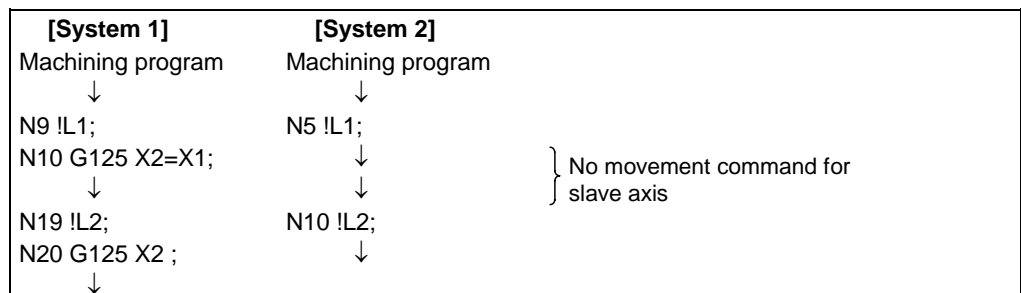 [System 1] [System 2]
Machining program Machining program
↓ ↓
N9 !L1; N5 !L1;
N10 G125 X2=X1; ↓ No movement command for
↓ ↓ slave axis
N19 !L2; N10 !L2;
N20 G125 X2 ; ↓
↓